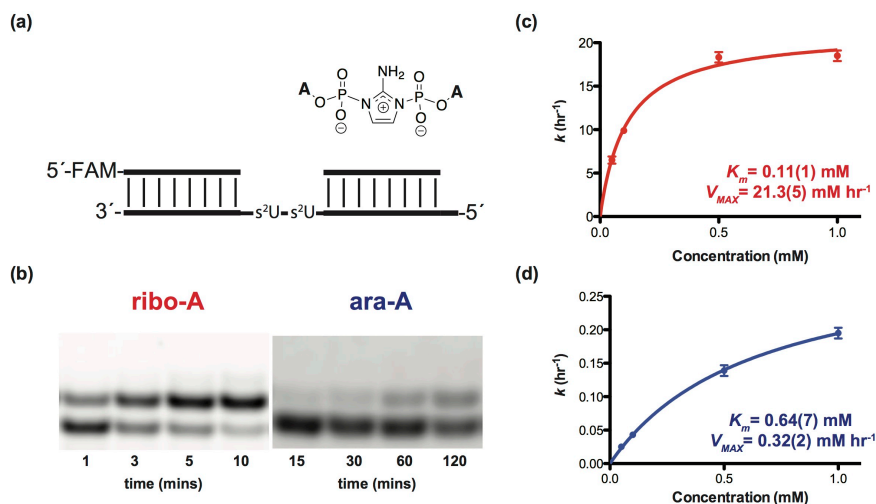 (a)
NH₂
A
O
O
A
O
P
N
N
P
O
O
⊖
⊕
O
⊖
5´-FAM-
3´-
s²U
s²U
-5´
(b)
ribo-A
ara-A
1 3 5 10 15 30 60 120
time (mins)
time (mins)
(c)
20
15
10
5
0
k (hr⁻¹)
Kₘ = 0.11(1) mM
V_MAX = 21.3(5) mM hr⁻¹
0.0 0.5 1.0
Concentration (mM)
(d)
0.25
0.20
0.15
0.10
0.05
0.00
k (hr⁻¹)
Kₘ = 0.64(7) mM
V_MAX = 0.32(2) mM hr⁻¹
0.0 0.5 1.0
Concentration (mM)